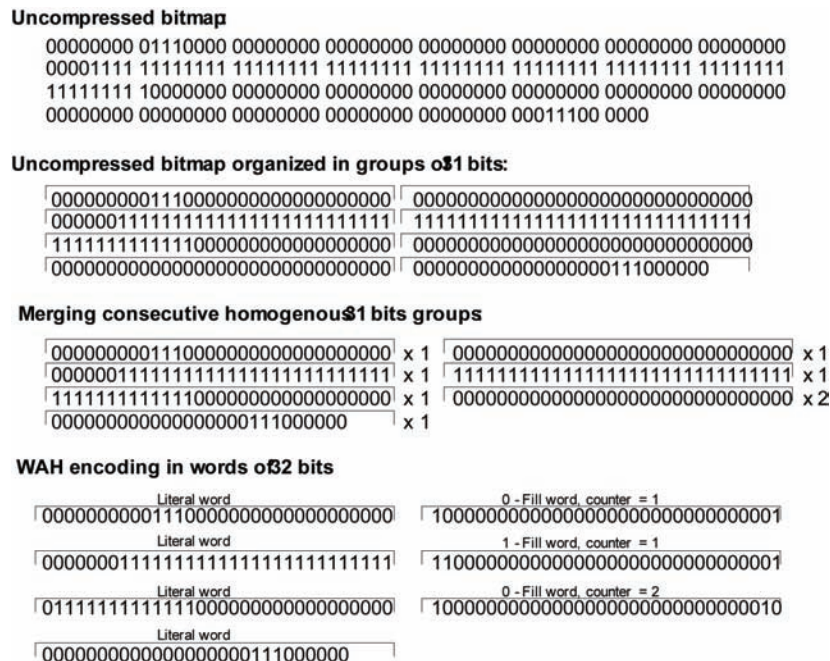 Uncompressed bitmap:
00000000 01110000 00000000 00000000 00000000 00000000 00000000 00000000
00001111 11111111 11111111 11111111 11111111 11111111 11111111 11111111
11111111 10000000 00000000 00000000 00000000 00000000 00000000 00000000
00000000 00000000 00000000 00000000 00000000 00011100 0000
Uncompressed bitmap organized in groups of 31 bits:
0000000001110000000000000000000 0000000000000000000000000000000
0000001111111111111111111111111 1111111111111111111111111111111
1111111111111000000000000000000 0000000000000000000000000000000
0000000000000000000000000000000 000000000000000000111000000
Merging consecutive homogenous 31 bits groups:
0000000001110000000000000000000 x 1 0000000000000000000000000000000 x 1
0000001111111111111111111111111 x 1 1111111111111111111111111111111 x 1
1111111111111000000000000000000 x 1 0000000000000000000000000000000 x 2
000000000000000000111000000 x 1
WAH encoding in words of 32 bits
Literal word 0 - Fill word, counter = 1
00000000001110000000000000000000 10000000000000000000000000000001
Literal word 1 - Fill word, counter = 1
00000001111111111111111111111111 11000000000000000000000000000001
Literal word 0 - Fill word, counter = 2
01111111111111000000000000000000 10000000000000000000000000000010
Literal word
0000000000000000000111000000